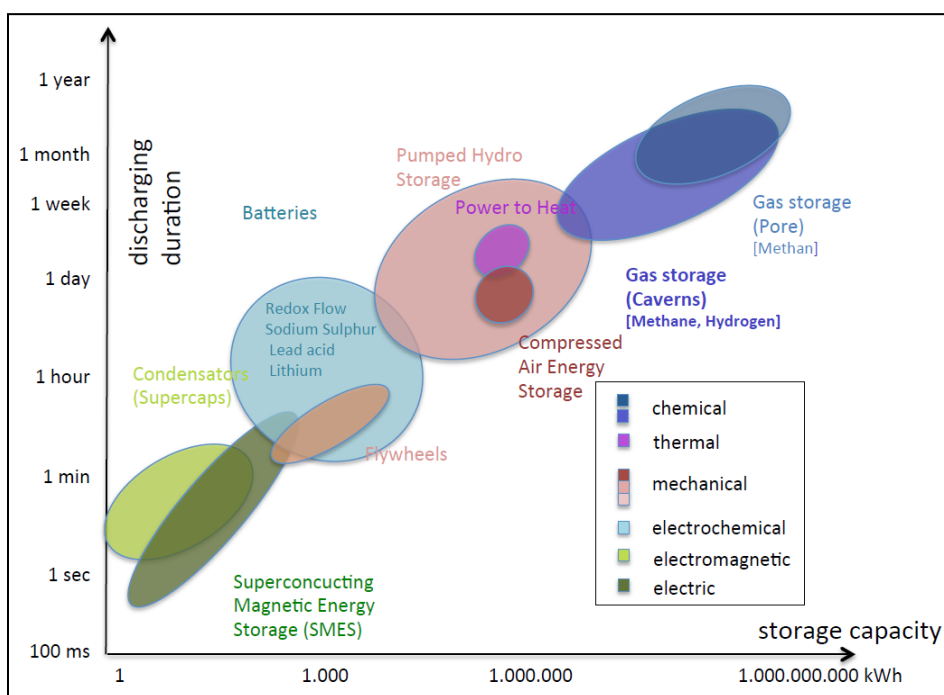 1 year
1 month
1 week
1 day
1 hour
1 min
1 sec
100 ms
discharging
duration
Batteries
Pumped Hydro
Storage
Power to Heat
Gas storage
(Pore)
[Methan]
Gas storage
(Caverns)
[Methane, Hydrogen]
Redox Flow
Sodium Sulphur
Lead acid
Lithium
Compressed
Air Energy
Storage
Condensators
(Supercaps)
Flywheels
Superconcucting
Magnetic Energy
Storage (SMES)
chemical
thermal
mechanical
electrochemical
electromagnetic
electric
storage capacity
1
1.000
1.000.000
1.000.000.000 kWh